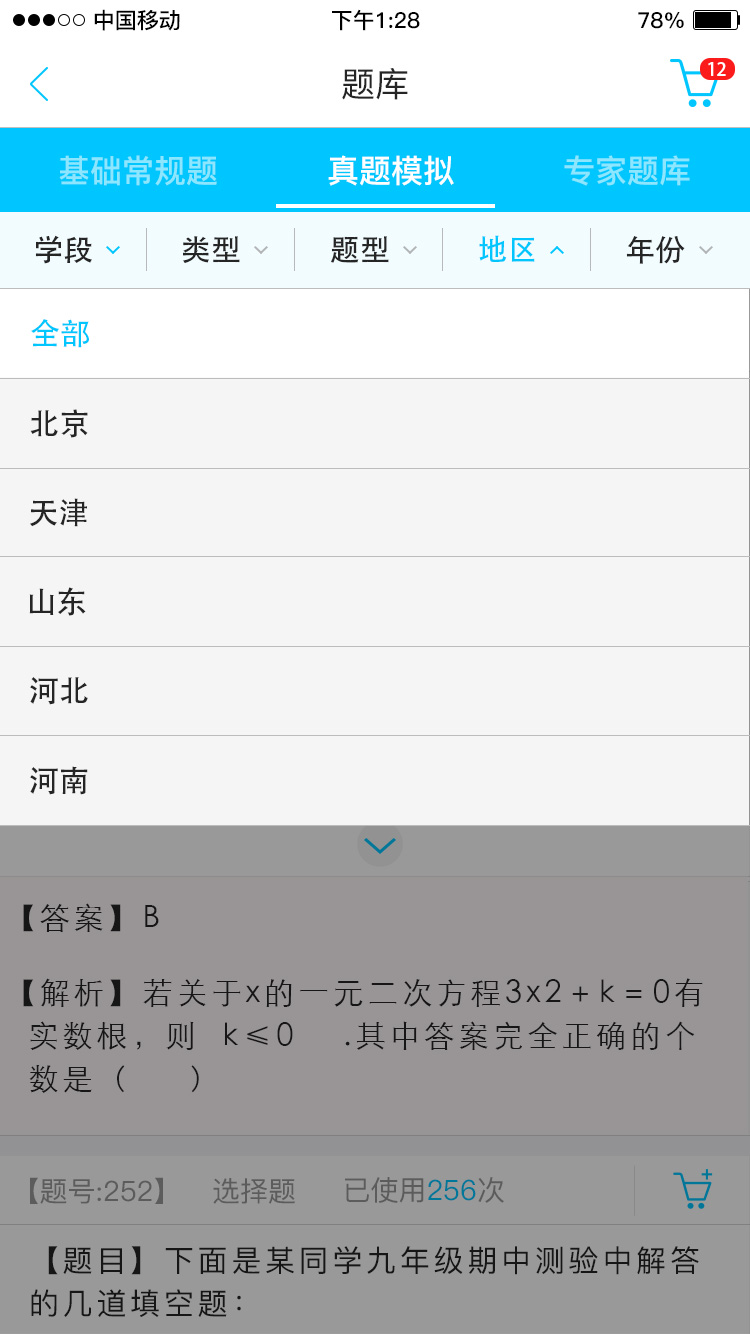 中国移动 下午1:28 78%
题库 12
基础常规题 真题模拟 专家题库
学段 类型 题型 地区 年份
全部
北京
天津
山东
河北
河南
【答案】B
【解析】若关于x的一元二次方程3x2+k=0有
实数根，则 k≤0 .其中答案完全正确的个
数是（ ）
【题号:252】 选择题 已使用256次
【题目】下面是某同学九年级期中测验中解答
的几道填空题：